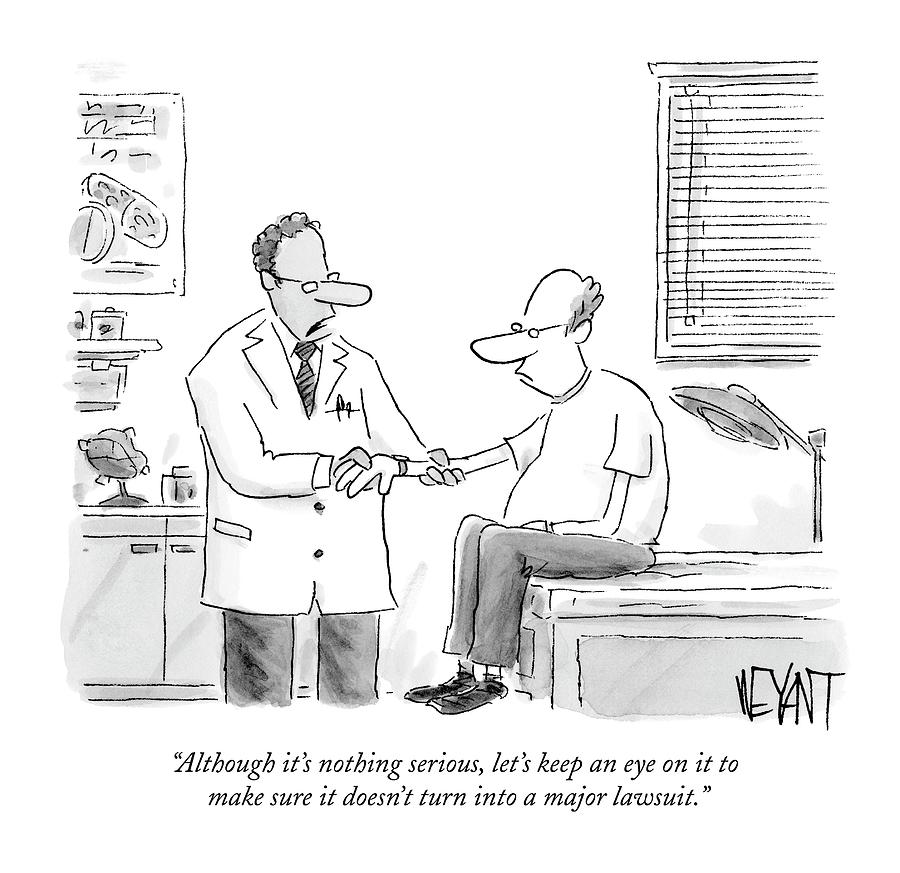 WEYANT
“Although it’s nothing serious, let’s keep an eye on it to
make sure it doesn’t turn into a major lawsuit.”